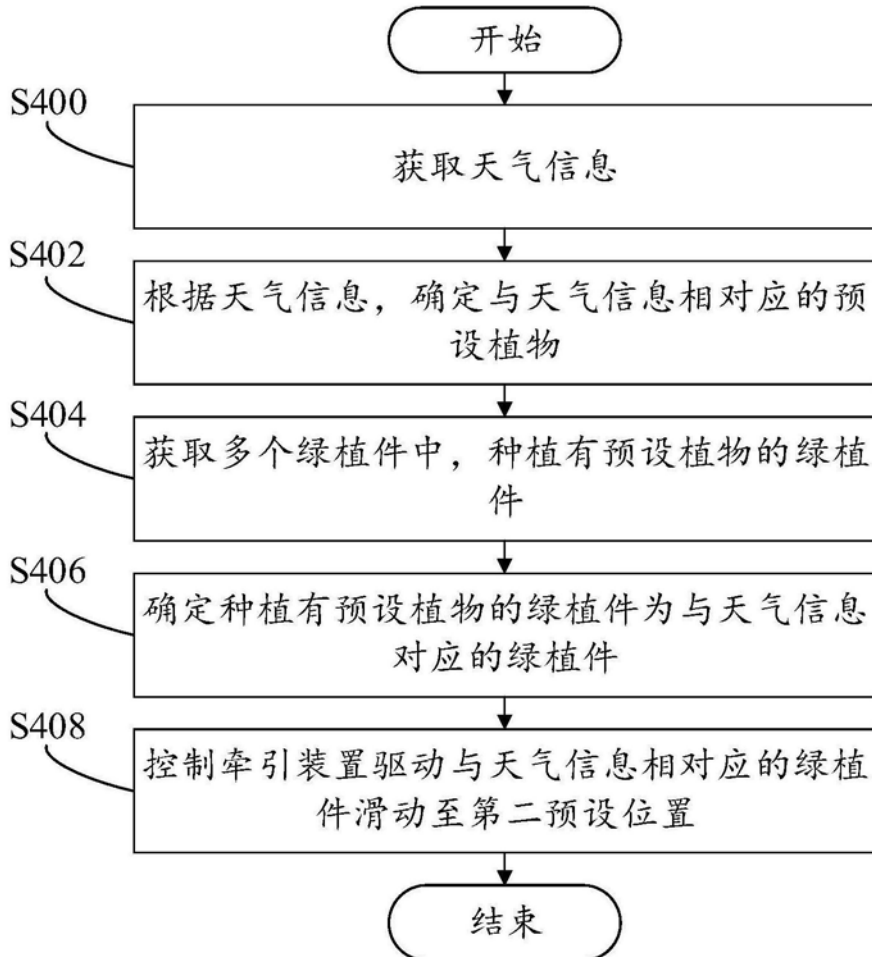 开始
S400
获取天气信息
S402
根据天气信息，确定与天气信息相对应的预
设植物
S404
获取多个绿植件中，种植有预设植物的绿植
件
S406
确定种植有预设植物的绿植件为与天气信息
对应的绿植件
S408
控制牵引装置驱动与天气信息相对应的绿植
件滑动至第二预设位置
结束